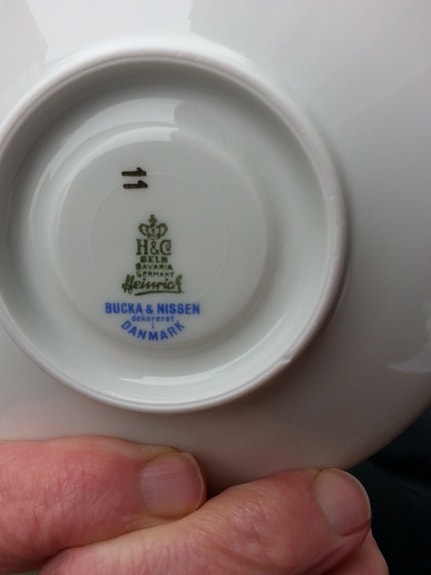 11
H&C
SELB
BAVARIA
GERMANY
Heinrich
BUCKA & NISSEN
dekoreret
i
DANMARK